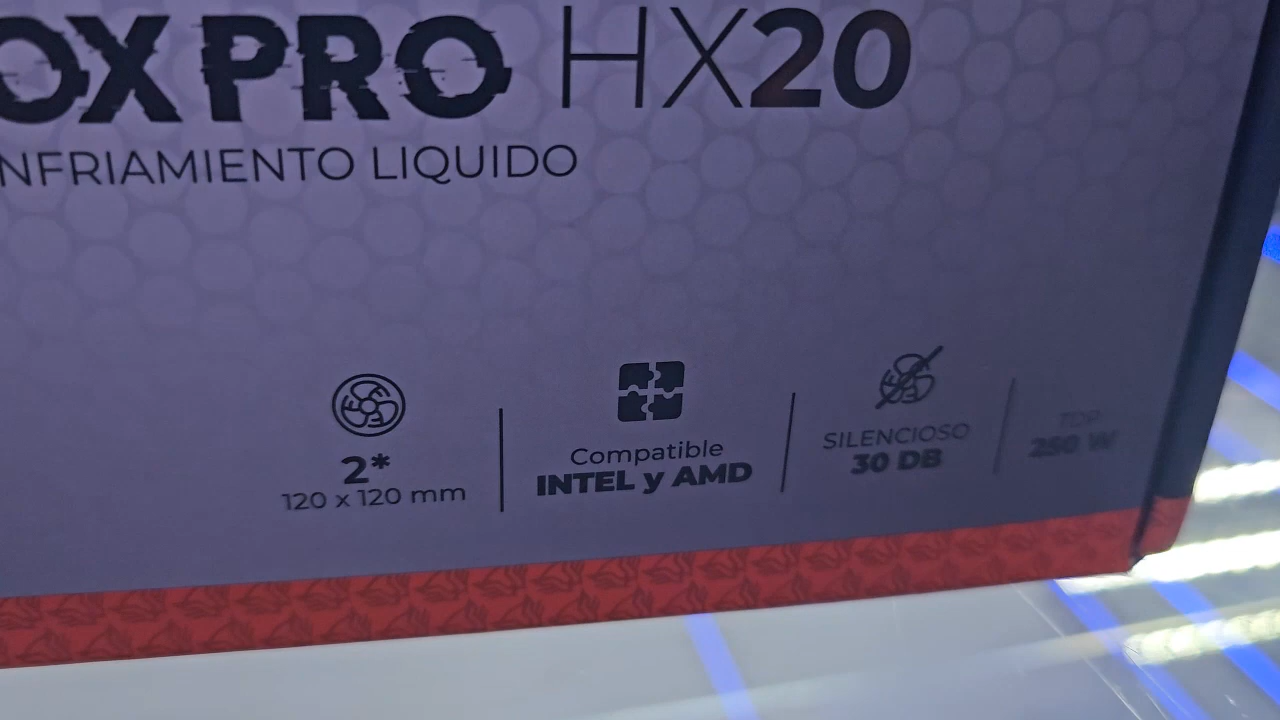 OX PRO HX20
NFRIAMIENTO LIQUIDO
2*
120 x 120 mm
Compatible
INTEL y AMD
SILENCIOSO
30 DB
TDP
250 W